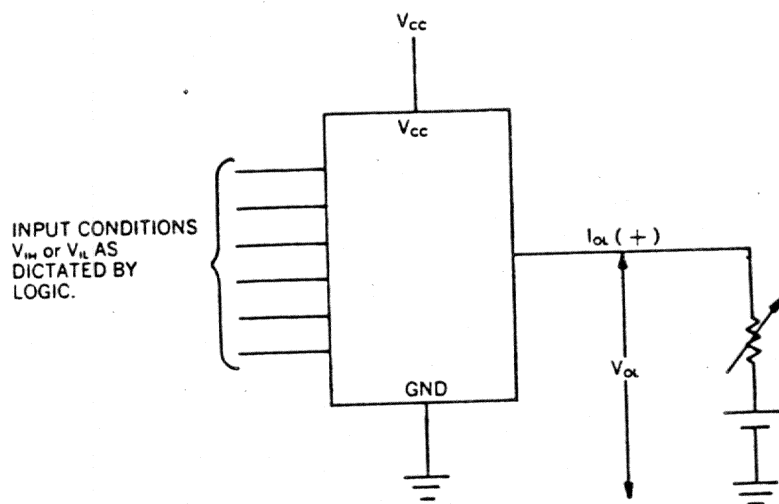 Vcc
Vcc
INPUT CONDITIONS
VIH or VIL AS
DICTATED BY
LOGIC.
IOL (+)
VOL
GND